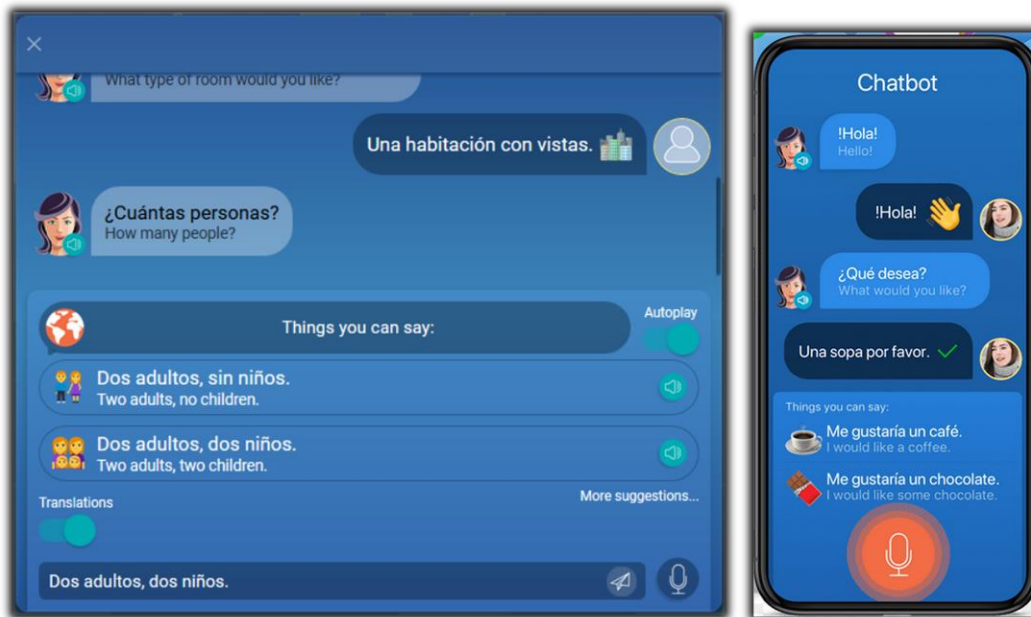 What type of room would you like?
Una habitación con vistas.
¿Cuántas personas?
How many people?
Things you can say:
Autoplay
Dos adultos, sin niños.
Two adults, no children.
Dos adultos, dos niños.
Two adults, two children.
Translations
More suggestions...
Dos adultos, dos niños.
Chatbot
!Hola!
Hello!
!Hola!
¿Qué desea?
What would you like?
Una sopa por favor.
Things you can say:
Me gustaría un café.
I would like a coffee.
Me gustaría un chocolate.
I would like some chocolate.